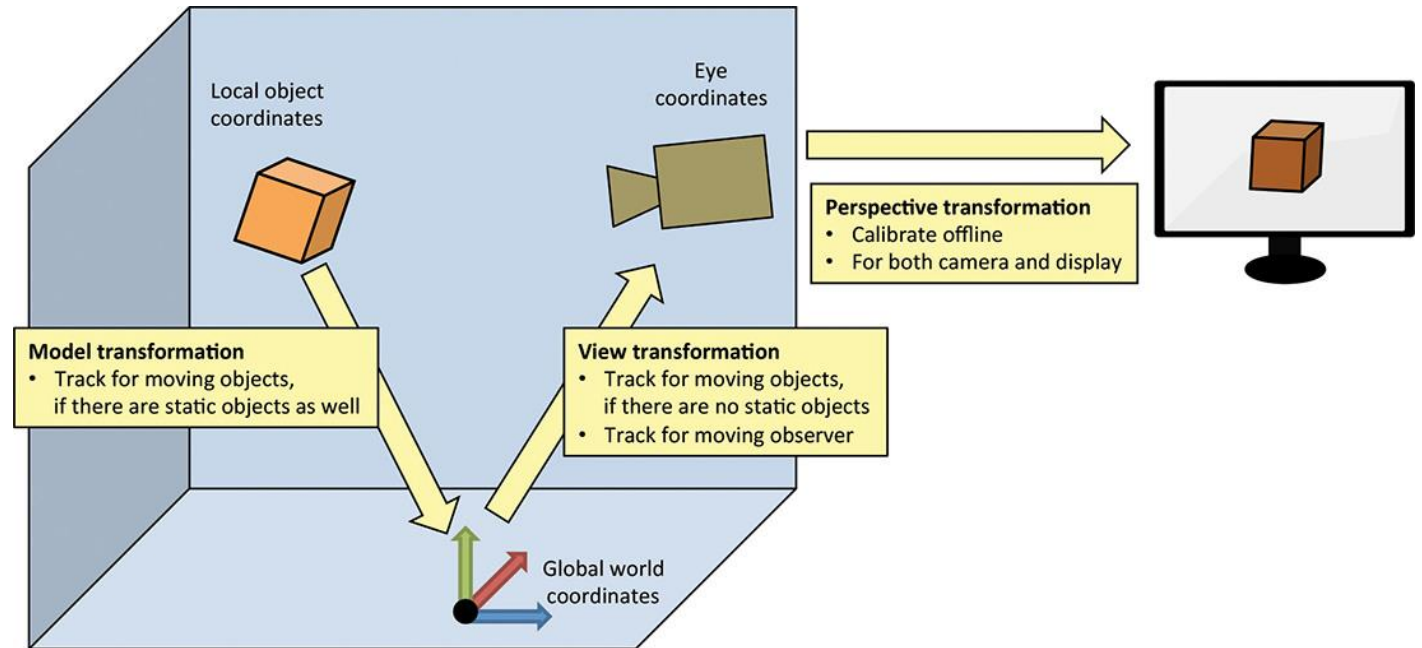 Local object
coordinates
Eye
coordinates
Perspective transformation
• Calibrate offline
• For both camera and display
Model transformation
• Track for moving objects,
if there are static objects as well
View transformation
• Track for moving objects,
if there are no static objects
• Track for moving observer
Global world
coordinates